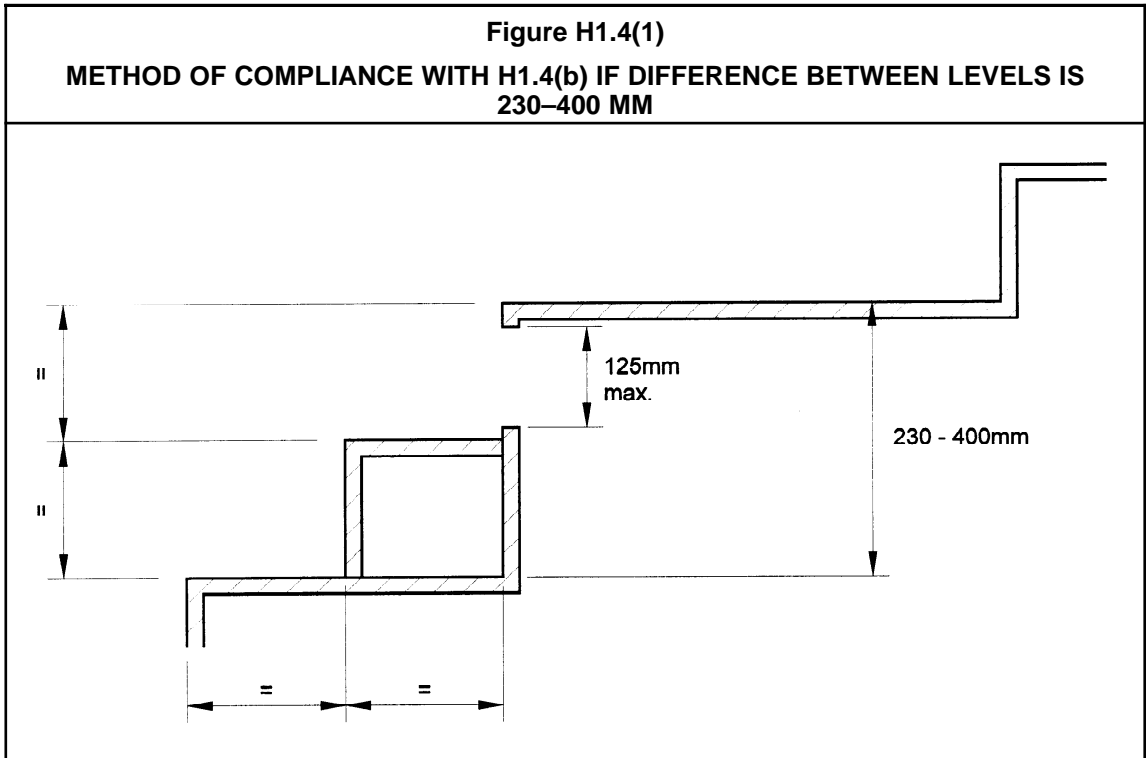 Figure H1.4(1)
METHOD OF COMPLIANCE WITH H1.4(b) IF DIFFERENCE BETWEEN LEVELS IS
230–400 MM
=
125mm
max.
230 - 400mm
=
=
=